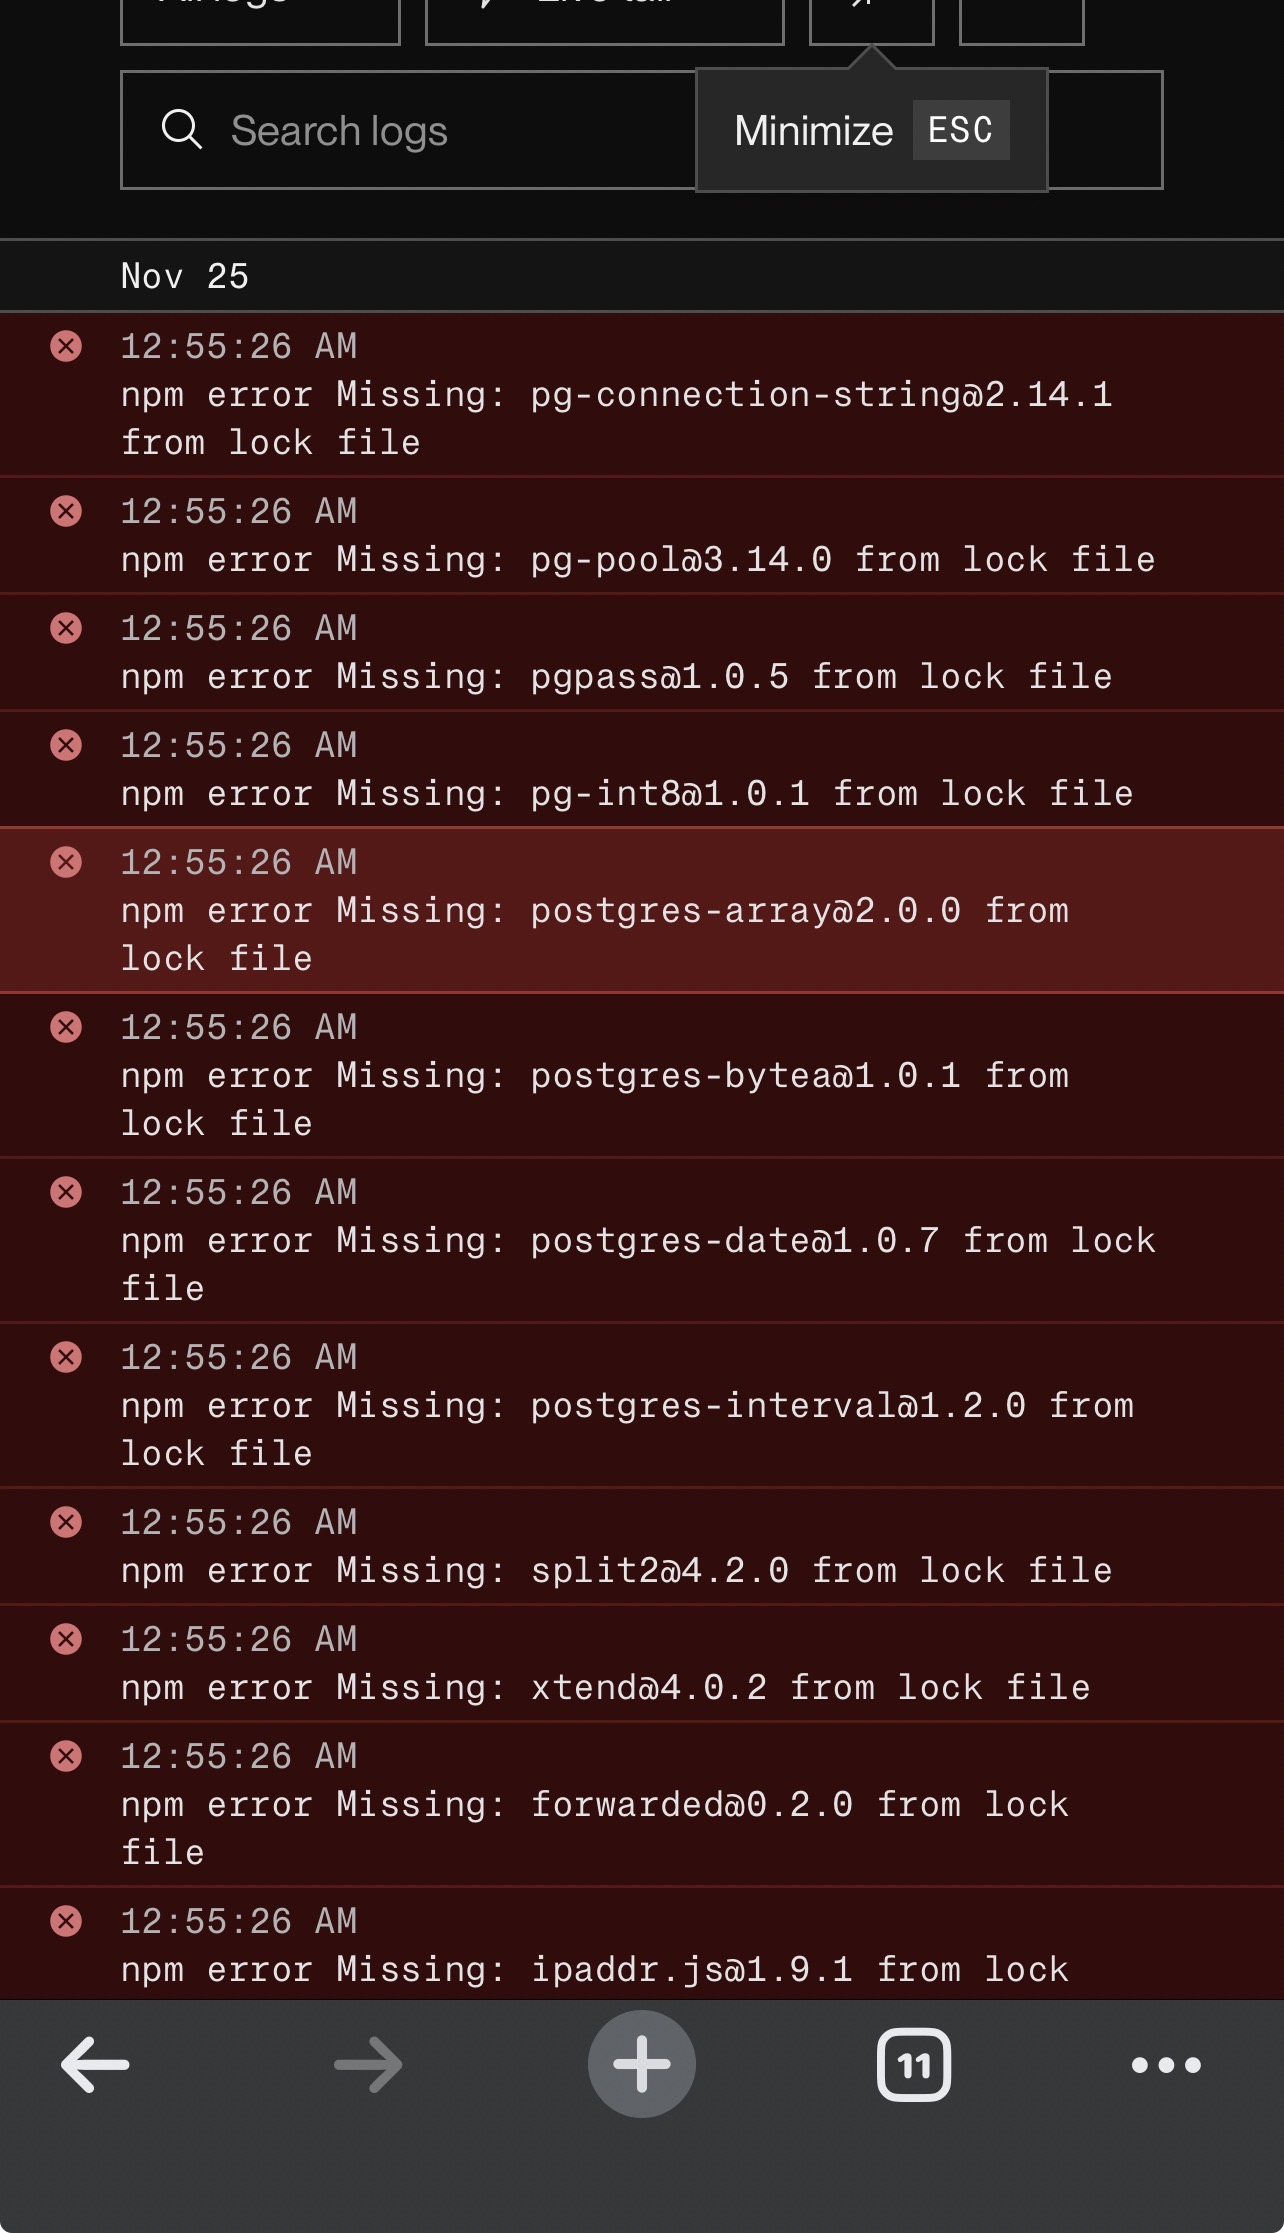 Search logs
Minimize ESC
Nov 25
12:55:26 AM
npm error Missing: pg-connection-string@2.14.1
from lock file
12:55:26 AM
npm error Missing: pg-pool@3.14.0 from lock file
12:55:26 AM
npm error Missing: pgpass@1.0.5 from lock file
12:55:26 AM
npm error Missing: pg-int8@1.0.1 from lock file
12:55:26 AM
npm error Missing: postgres-array@2.0.0 from
lock file
12:55:26 AM
npm error Missing: postgres-bytea@1.0.1 from
lock file
12:55:26 AM
npm error Missing: postgres-date@1.0.7 from lock
file
12:55:26 AM
npm error Missing: postgres-interval@1.2.0 from
lock file
12:55:26 AM
npm error Missing: split2@4.2.0 from lock file
12:55:26 AM
npm error Missing: xtend@4.0.2 from lock file
12:55:26 AM
npm error Missing: forwarded@0.2.0 from lock
file
12:55:26 AM
npm error Missing: ipaddr.js@1.9.1 from lock
11